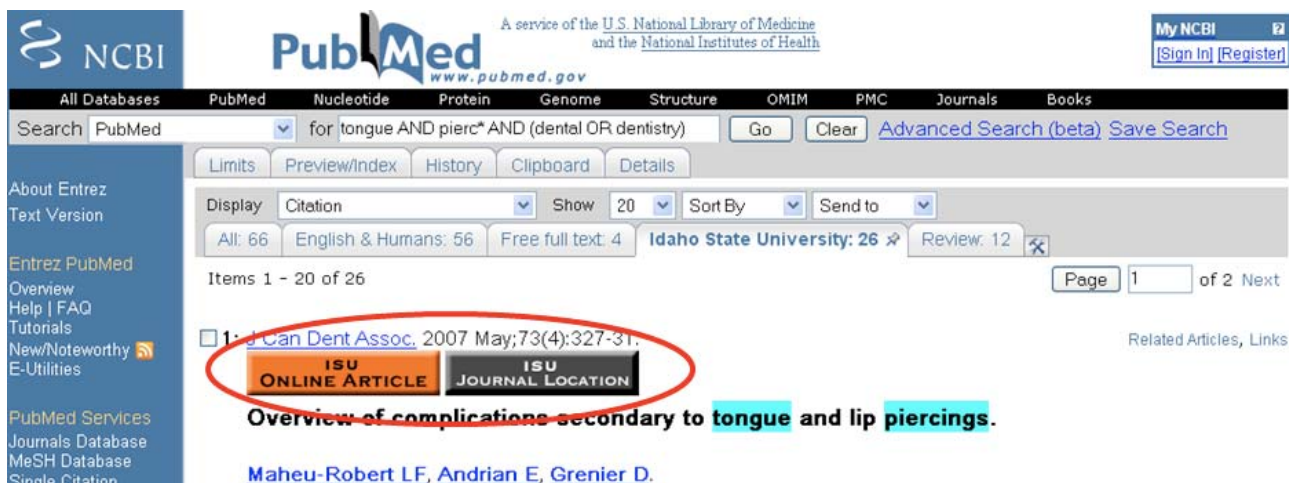 NCBI
PubMed
www.pubmed.gov
A service of the U.S. National Library of Medicine
and the National Institutes of Health
My NCBI ?
[Sign In] [Register]
All Databases PubMed Nucleotide Protein Genome Structure OMIM PMC Journals Books
Search PubMed for tongue AND pierc* AND (dental OR dentistry) Go Clear Advanced Search (beta) Save Search
Limits Preview/Index History Clipboard Details
About Entrez
Text Version
Display Citation Show 20 Sort By Send to
All: 66 English & Humans: 56 Free full text: 4 Idaho State University: 26 Review: 12
Entrez PubMed
Overview
Help | FAQ
Tutorials
New/Noteworthy
E-Utilities
Items 1 - 20 of 26 Page 1 of 2 Next
1: J Can Dent Assoc. 2007 May;73(4):327-31. Related Articles, Links
ISU
ONLINE ARTICLE
ISU
JOURNAL LOCATION
Overview of complications secondary to tongue and lip piercings.
PubMed Services
Journals Database
MeSH Database
Single Citation
Maheu-Robert LF, Andrian E, Grenier D.